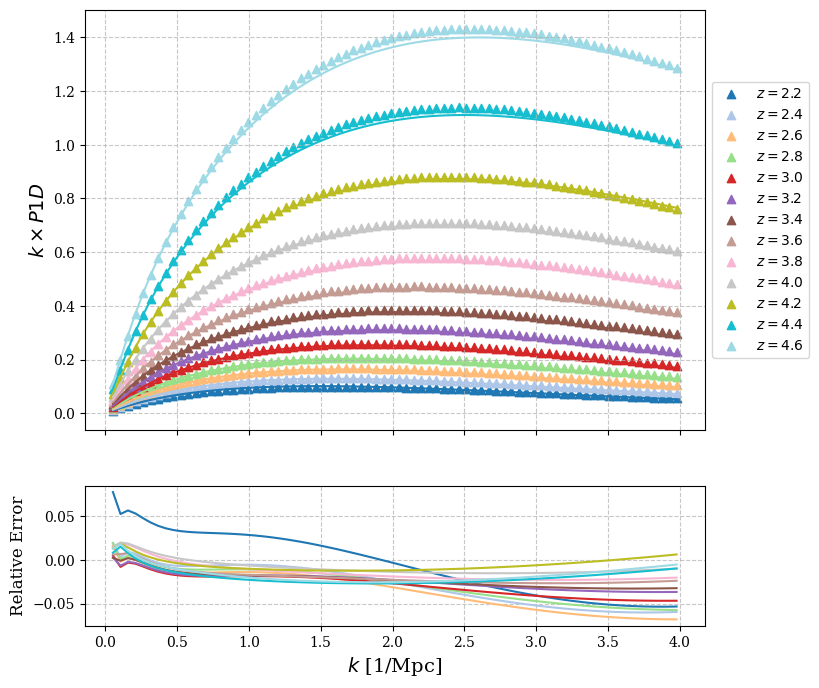 1.4
1.2
1.0
0.8
0.6
0.4
0.2
0.0
k × P1D
z = 2.2
z = 2.4
z = 2.6
z = 2.8
z = 3.0
z = 3.2
z = 3.4
z = 3.6
z = 3.8
z = 4.0
z = 4.2
z = 4.4
z = 4.6
0.05
0.00
−0.05
Relative Error
0.0 0.5 1.0 1.5 2.0 2.5 3.0 3.5 4.0
k [1/Mpc]